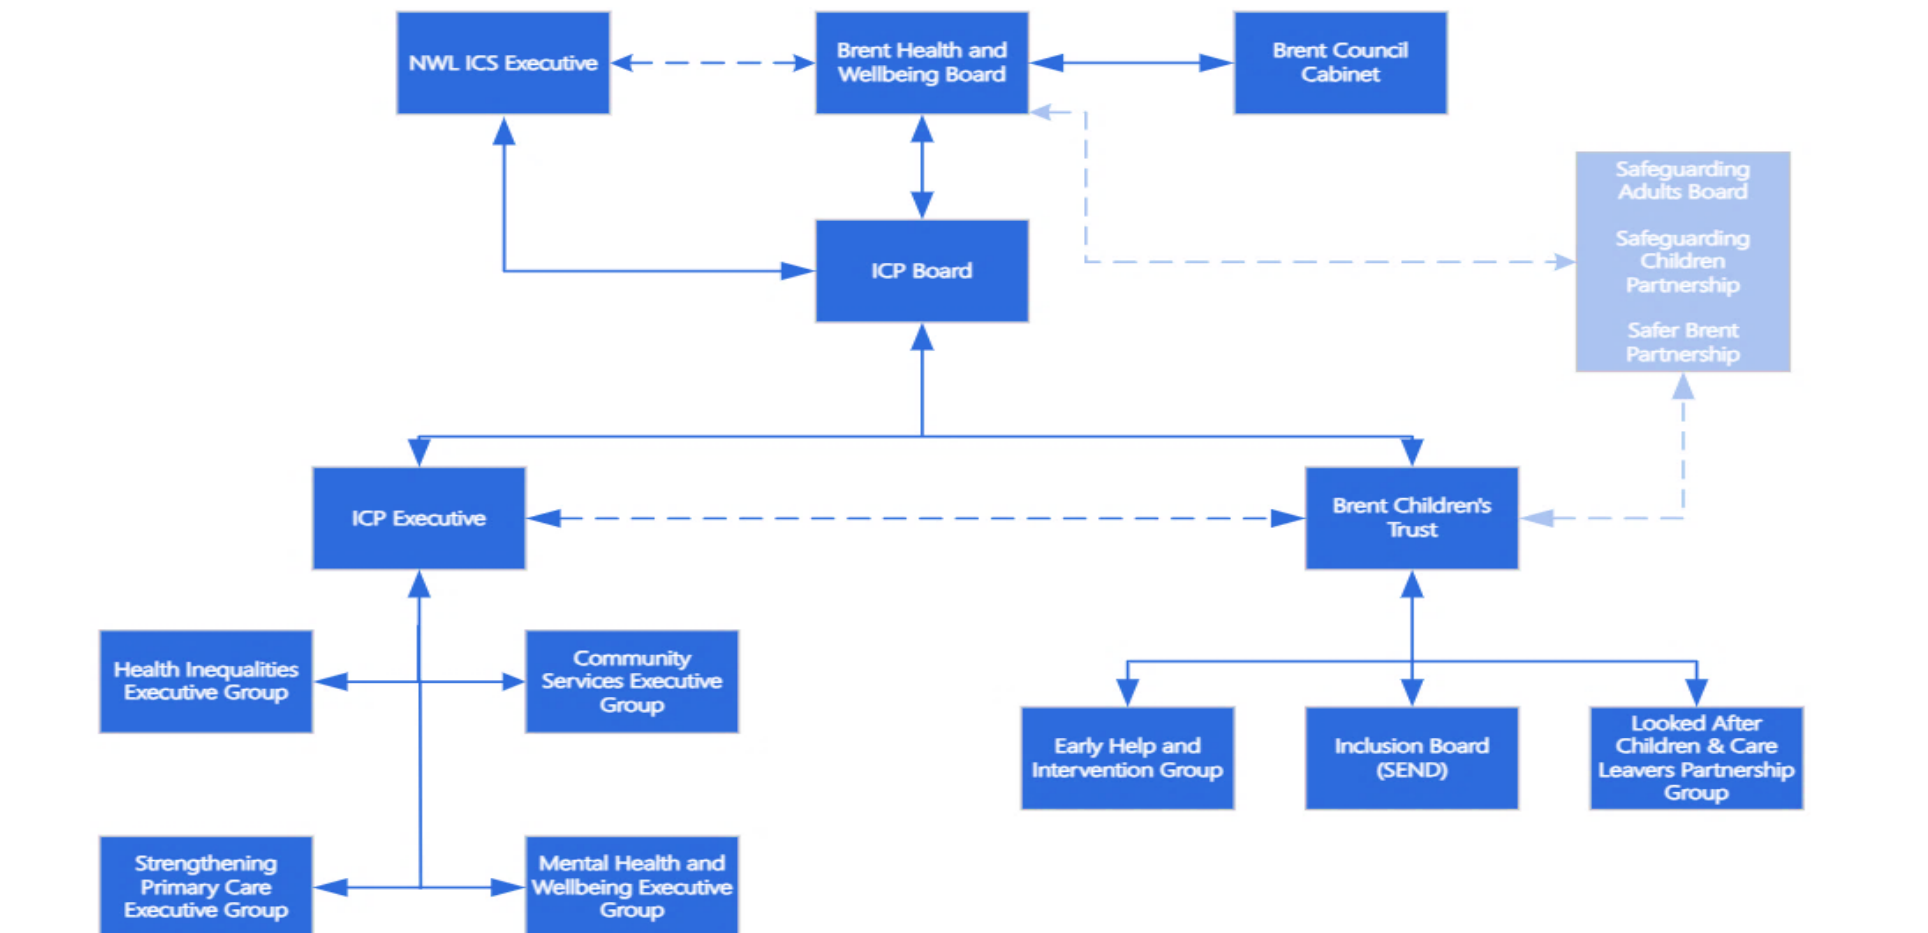 NWL ICS Executive
Brent Health and
Wellbeing Board
Brent Council
Cabinet
Safeguarding
Adults Board
Safeguarding
Children
Partnership
Safer Brent
Partnership
ICP Board
ICP Executive
Brent Children's
Trust
Health Inequalities
Executive Group
Community
Services Executive
Group
Strengthening
Primary Care
Executive Group
Mental Health and
Wellbeing Executive
Group
Early Help and
Intervention Group
Inclusion Board
(SEND)
Looked After
Children & Care
Leavers Partnership
Group